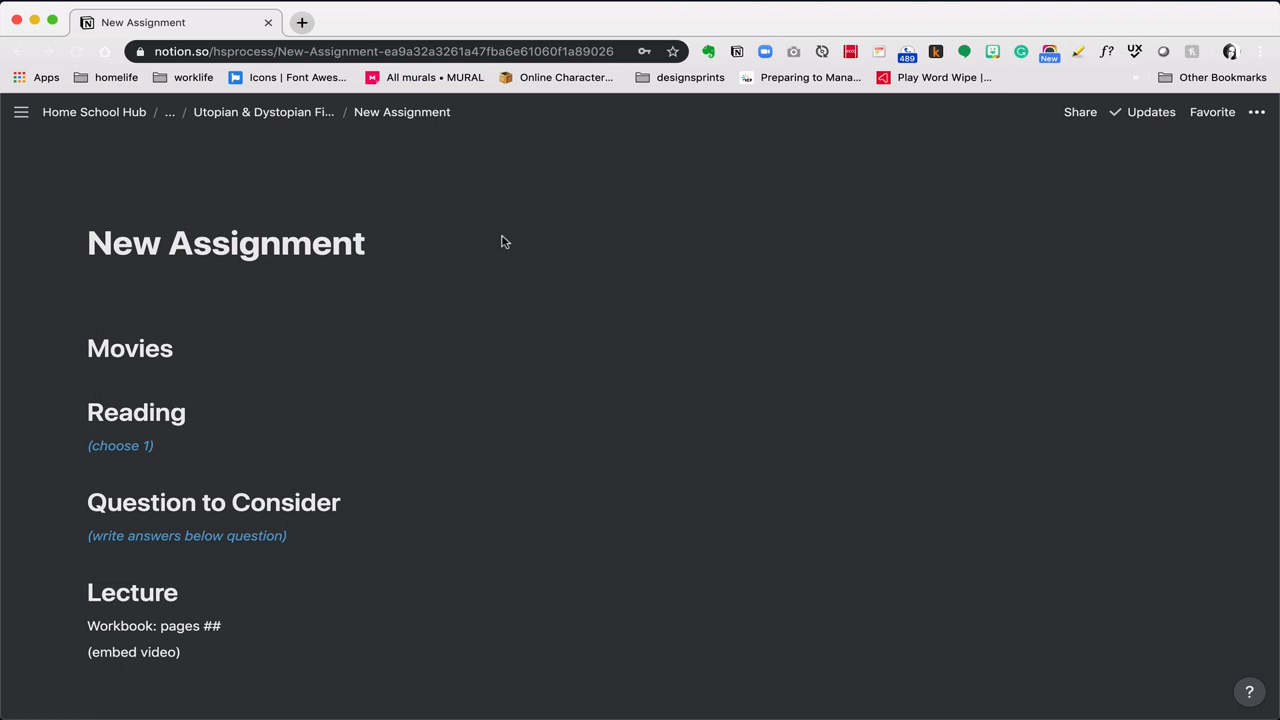 New Assignment
notion.so/hsprocess/New-Assignment-ea9a32a3261a47fba6e61060f1a89026
489
New
f?
UX
Apps
homelife
worklife
Icons | Font Awes...
All murals • MURAL
Online Character...
designsprints
Preparing to Mana...
Play Word Wipe |...
»
Other Bookmarks
Home School Hub / ... / Utopian & Dystopian Fi... / New Assignment
Share
Updates
Favorite
•••
New Assignment
Movies
Reading
(choose 1)
Question to Consider
(write answers below question)
Lecture
Workbook: pages ##
(embed video)
?